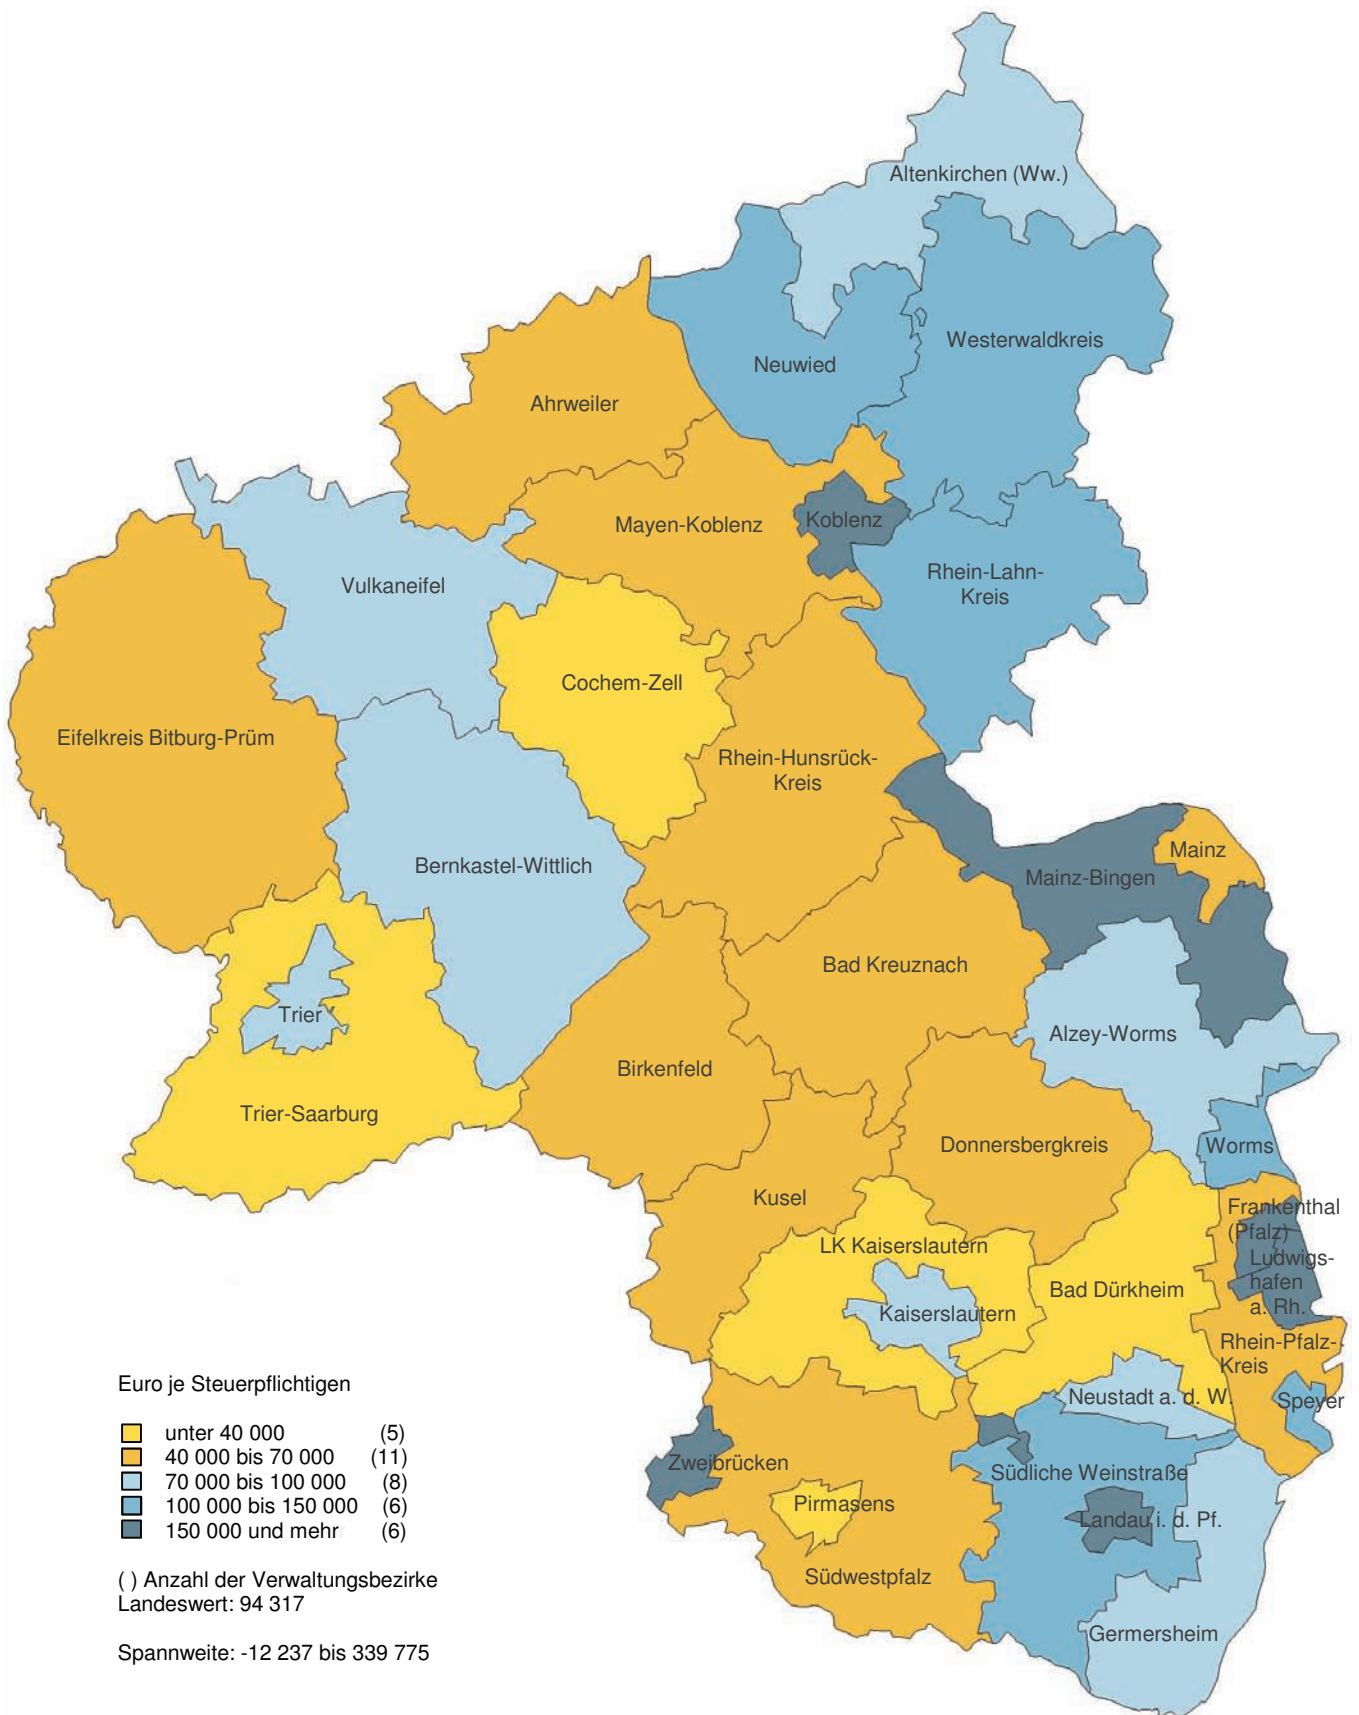 Altenkirchen (Ww.)
Westerwaldkreis
Neuwied
Ahrweiler
Mayen-Koblenz
Koblenz
Rhein-Lahn-
Kreis
Vulkaneifel
Cochem-Zell
Eifelkreis Bitburg-Prüm
Rhein-Hunsrück-
Kreis
Mainz
Bernkastel-Wittlich
Mainz-Bingen
Bad Kreuznach
Trier
Alzey-Worms
Birkenfeld
Trier-Saarburg
Donnersbergkreis
Worms
Kusel
Frankenthal
(Pfalz)
LK Kaiserslautern
Ludwigs-
hafen
a. Rh.
Bad Dürkheim
Kaiserslautern
Rhein-Pfalz-
Kreis
Neustadt a. d. W.
Speyer
Zweibrücken
Südliche Weinstraße
Pirmasens
Landau i. d. Pf.
Südwestpfalz
Germersheim
Euro je Steuerpflichtigen
unter 40 000 (5)
40 000 bis 70 000 (11)
70 000 bis 100 000 (8)
100 000 bis 150 000 (6)
150 000 und mehr (6)
( ) Anzahl der Verwaltungsbezirke
Landeswert: 94 317
Spannweite: -12 237 bis 339 775